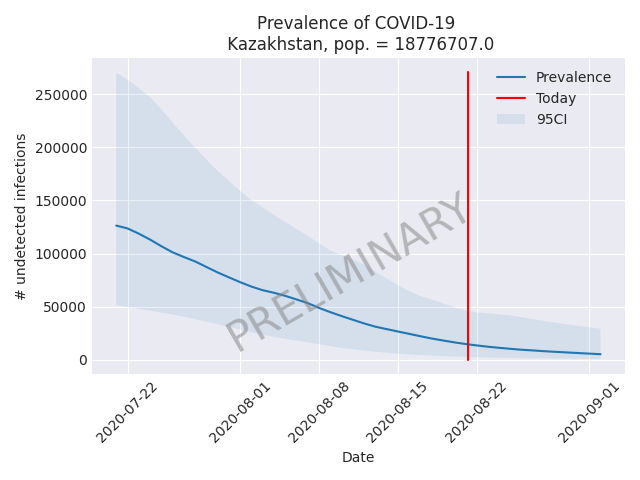 Prevalence of COVID-19
Kazakhstan, pop. = 18776707.0
Prevalence
Today
95CI
250000
200000
150000
100000
50000
0
# undetected infections
PRELIMINARY
2020-07-22
2020-08-01
2020-08-08
2020-08-15
2020-08-22
2020-09-01
Date